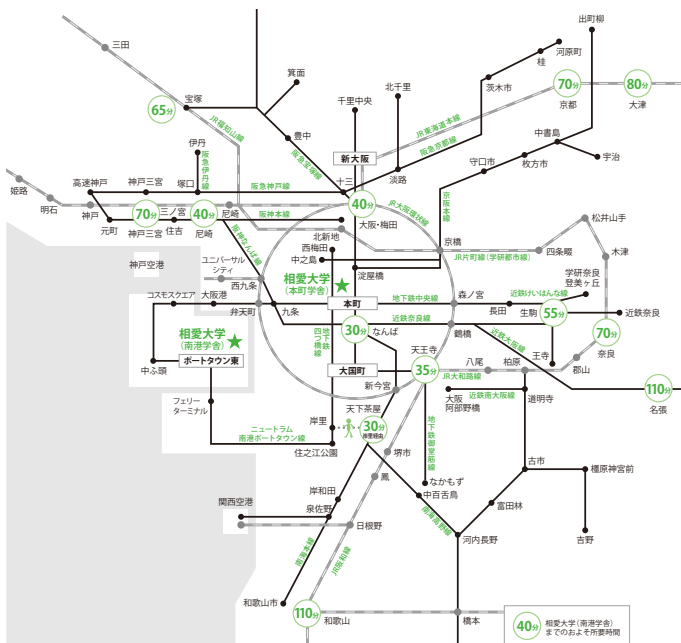 三田
出町柳
河原町
桂
箕面
北千里
茨木市
千里中央
宝塚
65分
70分
京都
80分
大津
JR福知山線
JR東海道本線
阪急京都線
豊中
中書島
伊丹
阪急宝塚線
新大阪
宇治
守口市
枚方市
阪急伊丹線
淡路
十三
姫路
高速神戸
神戸三宮
塚口
阪急神戸線
京阪本線
明石
神戸
70分
三ノ宮
40分
尼崎
40分
JR大阪環状線
松井山手
元町
神戸三宮
住吉
尼崎
阪神本線
大阪・梅田
阪神なんば線
北新地
西梅田
京橋
JR片町線(学研都市線)
四条畷
木津
神戸空港
ユニバーサル
シティ
中之島
淀屋橋
西九条
相愛大学
(本町学舎)
学研奈良
登美ヶ丘
コスモスクエア
大阪港
本町
地下鉄中央線
森ノ宮
近鉄けいはんな線
長田
生駒
55分
近鉄奈良
弁天町
九条
相愛大学
(南港学舎)
地下鉄
四つ橋線
30分
なんば
近鉄奈良線
鶴橋
近鉄大阪線
70分
奈良
ポートタウン東
天王寺
王寺
中ふ頭
大国町
35分
八尾
柏原
郡山
JR大和路線
新今宮
110分
名張
フェリー
ターミナル
天下茶屋
大阪
阿部野橋
近鉄南大阪線
道明寺
岸里
30分
岸里経由
地下鉄御堂筋線
ニュートラム
南港ポートタウン線
住之江公園
堺市
古市
橿原神宮前
鳳
なかもず
岸和田
中百舌鳥
関西空港
泉佐野
富田林
南海高野線
日根野
河内長野
吉野
南海本線
JR阪和線
和歌山市
110分
和歌山
橋本
40分
相愛大学(南港学舎)
までのおよそ所要時間